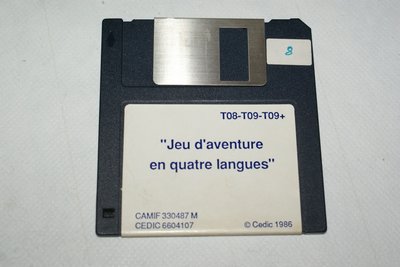 8
T08-T09-T09+
"Jeu d'aventure
en quatre langues"
CAMIF 330487 M
CEDIC 6604107
© Cedic 1986